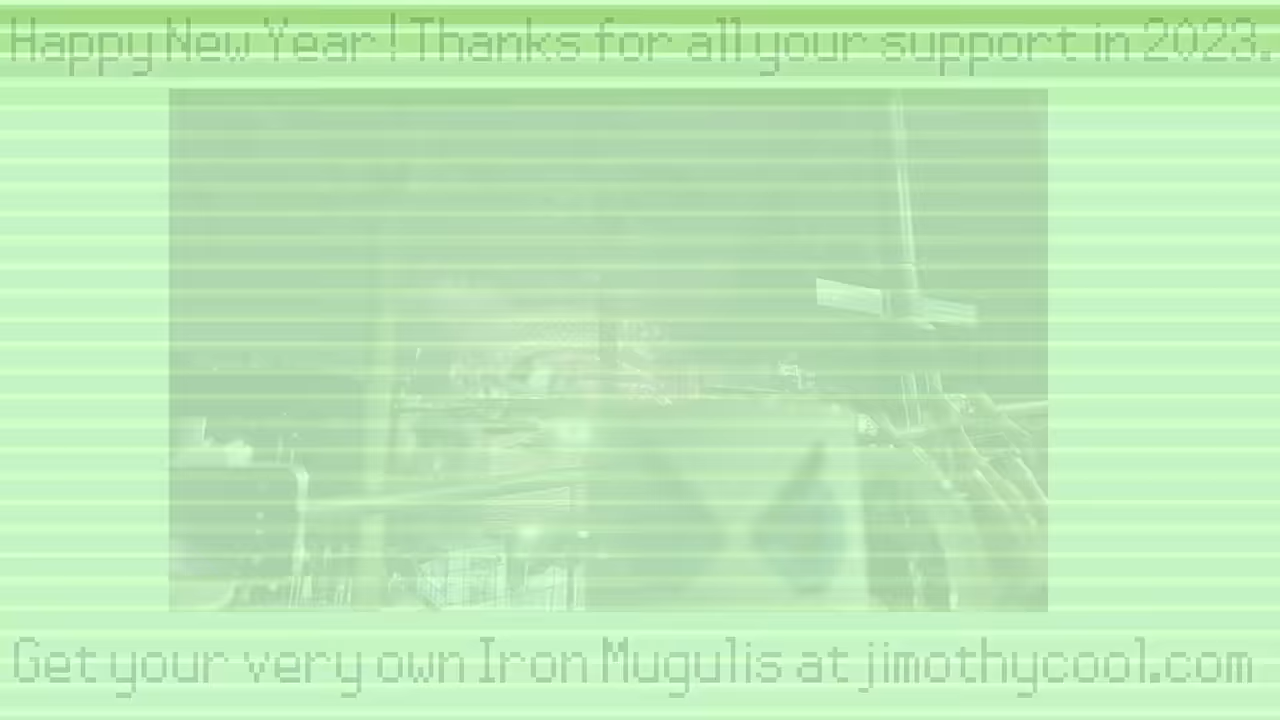 Happy New Year! Thanks for all your support in 2023.
Get your very own Iron Mugulis at jimothycool.com